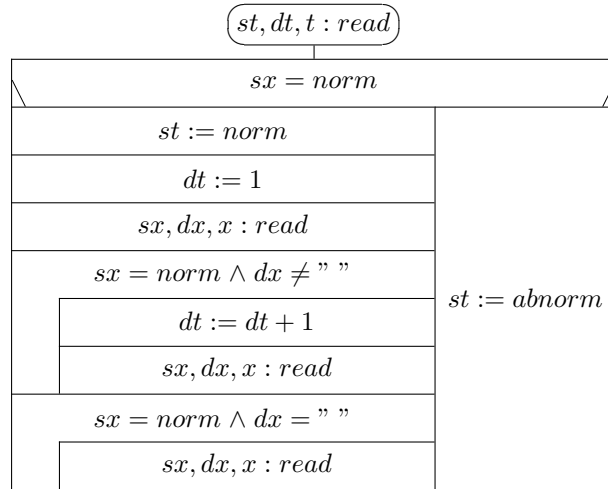 st, dt, t : read
sx = norm
st := norm
dt := 1
sx, dx, x : read
sx = norm ∧ dx ≠ ” ”
dt := dt + 1
sx, dx, x : read
sx = norm ∧ dx = ” ”
sx, dx, x : read
st := abnorm